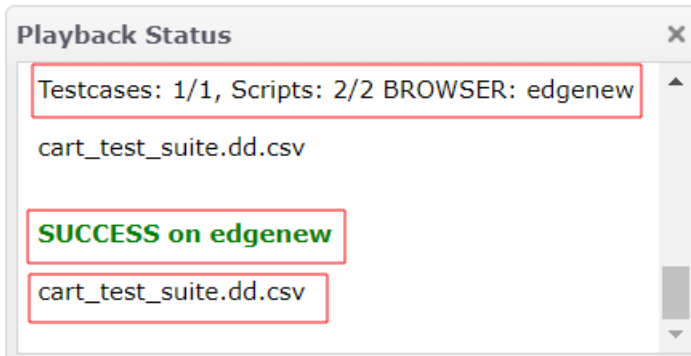 Playback Status
Testcases: 1/1, Scripts: 2/2 BROWSER: edgenew
cart_test_suite.dd.csv
SUCCESS on edgenew
cart_test_suite.dd.csv